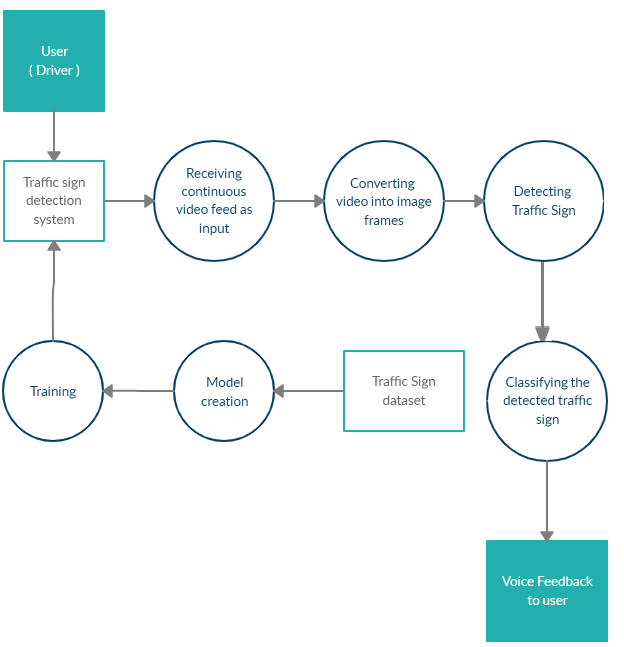 User
( Driver )
Traffic sign
detection
system
Receiving
continuous
video feed as
input
Converting
video into image
frames
Detecting
Traffic Sign
Training
Model
creation
Traffic Sign
dataset
Classifying the
detected traffic
sign
Voice Feedback
to user